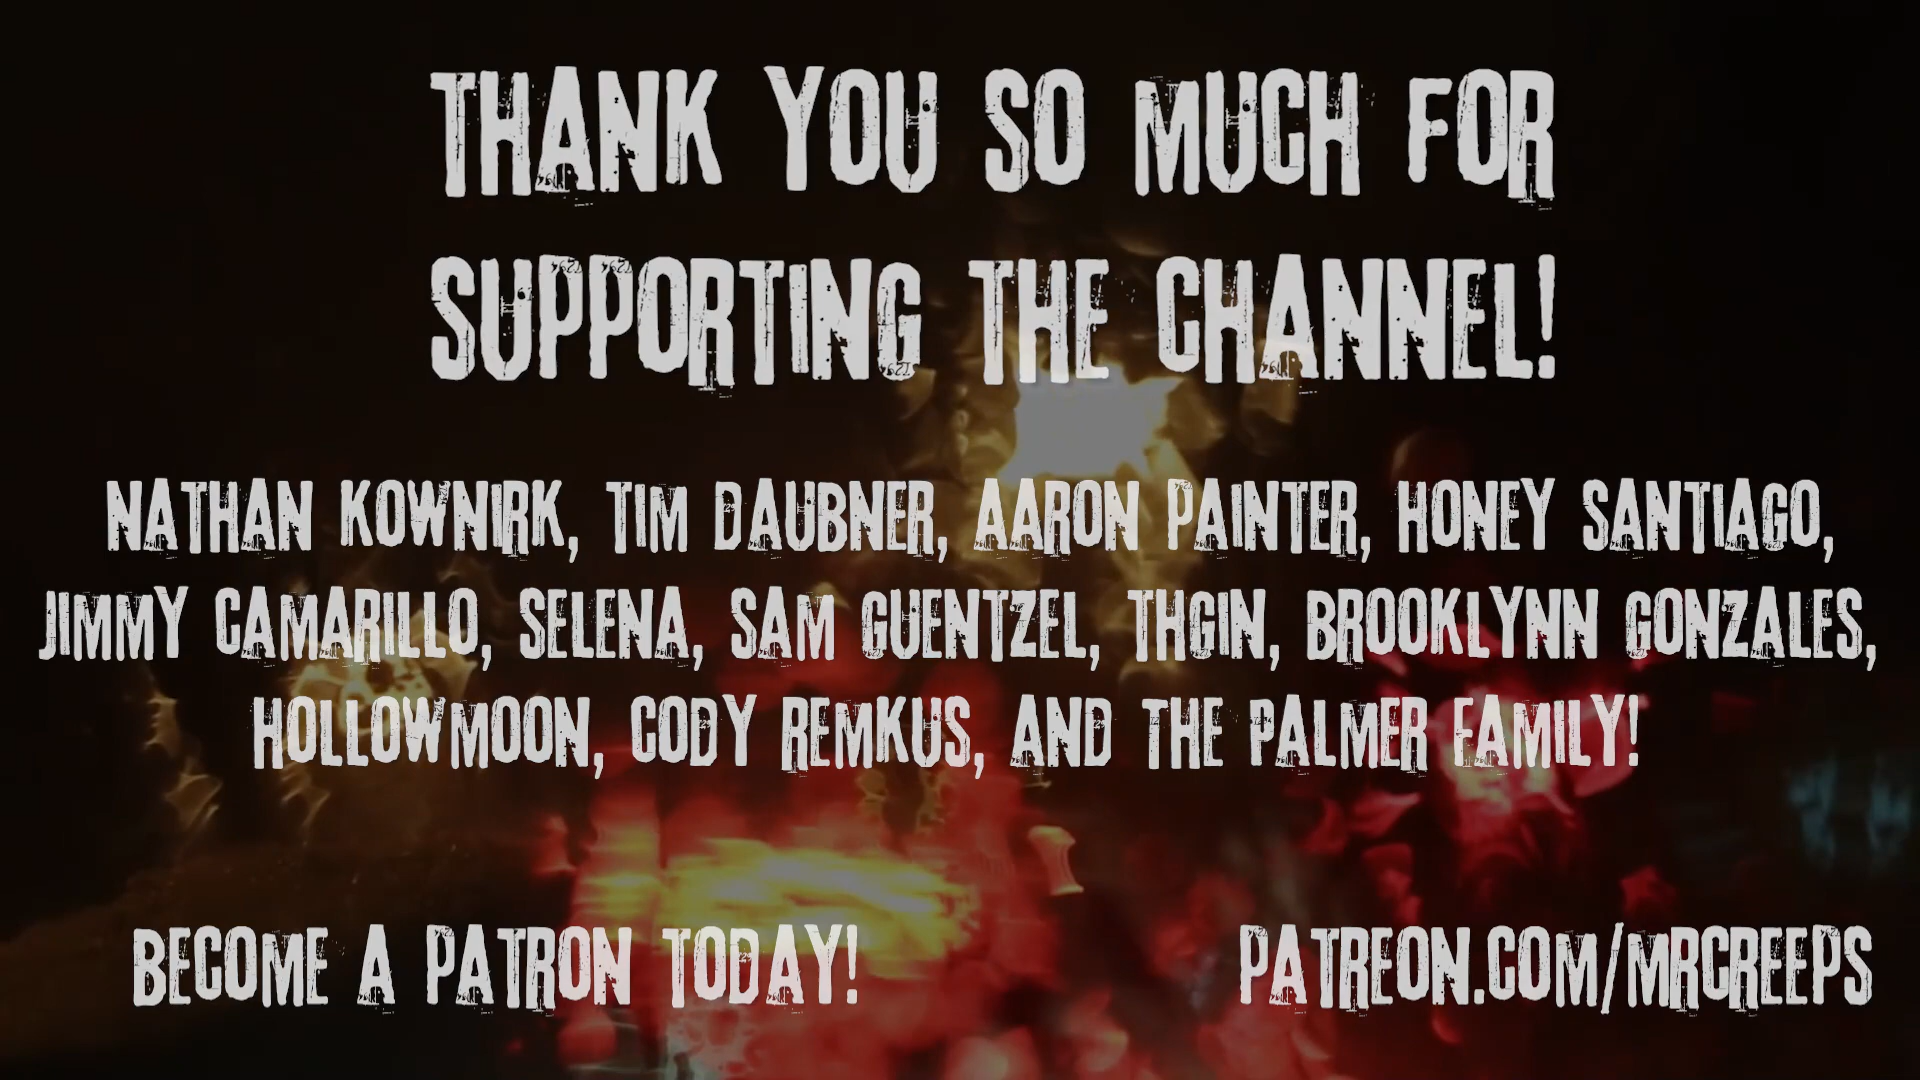 THANK YOU SO MUCH FOR
SUPPORTING THE CHANNEL!
NATHAN KOWNIRK, TIM DAUBNER, AARON PAINTER, HONEY SANTIAGO,
JIMMY CAMARILLO, SELENA, SAM GUENTZEL, THGIN, BROOKLYNN GONZALES,
HOLLOWMOON, CODY REMKUS, AND THE PALMER FAMILY!
BECOME A PATRON TODAY!
PATREON.COM/MRCREEPS